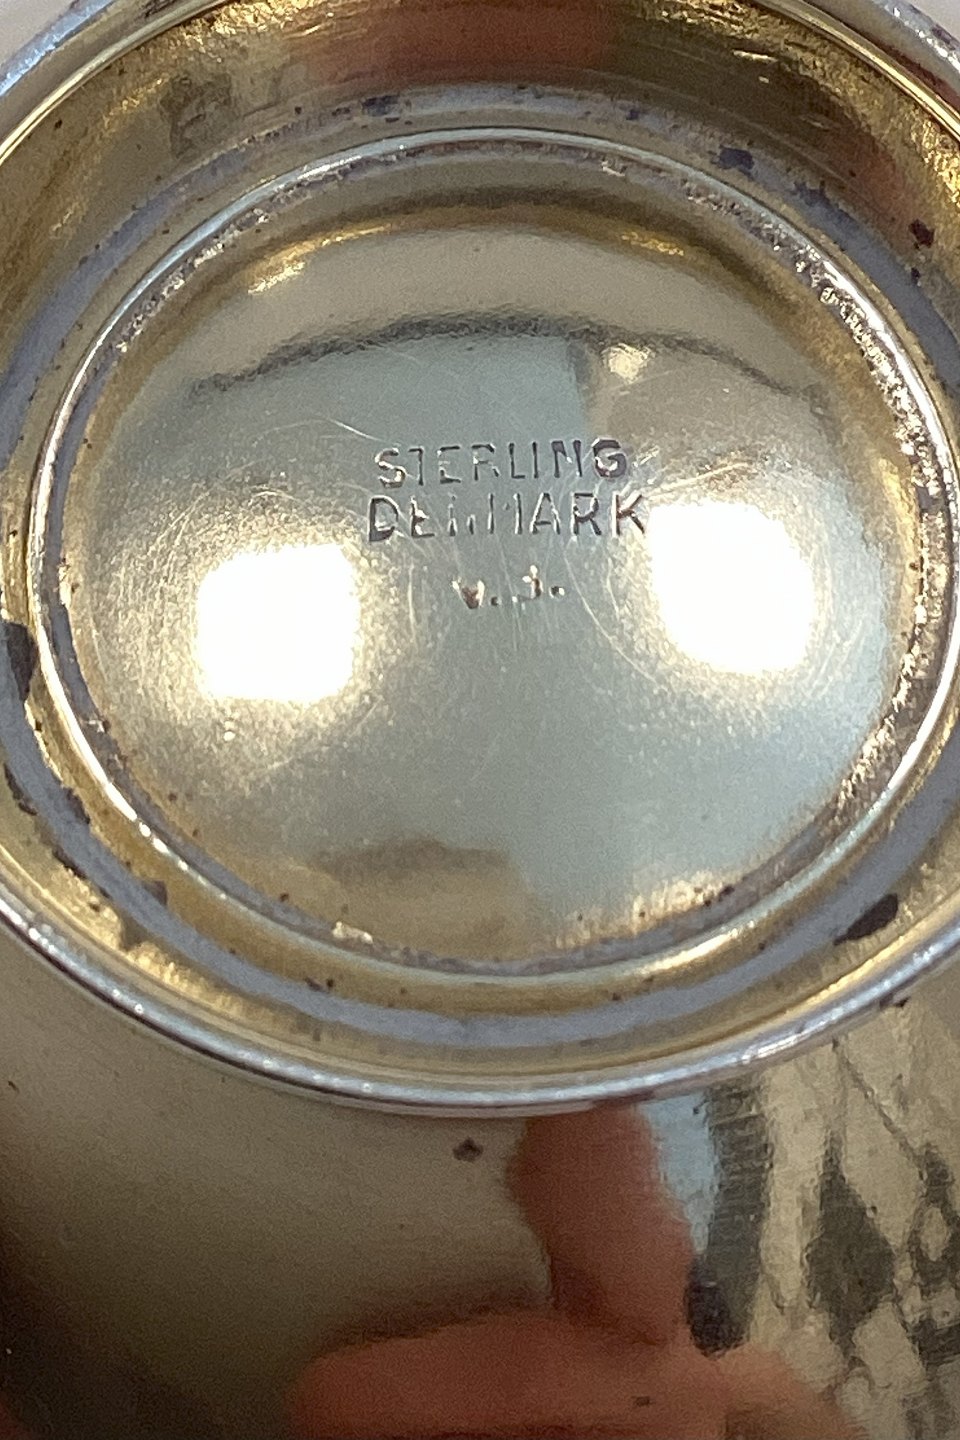 STERLING
DENMARK
V.J.